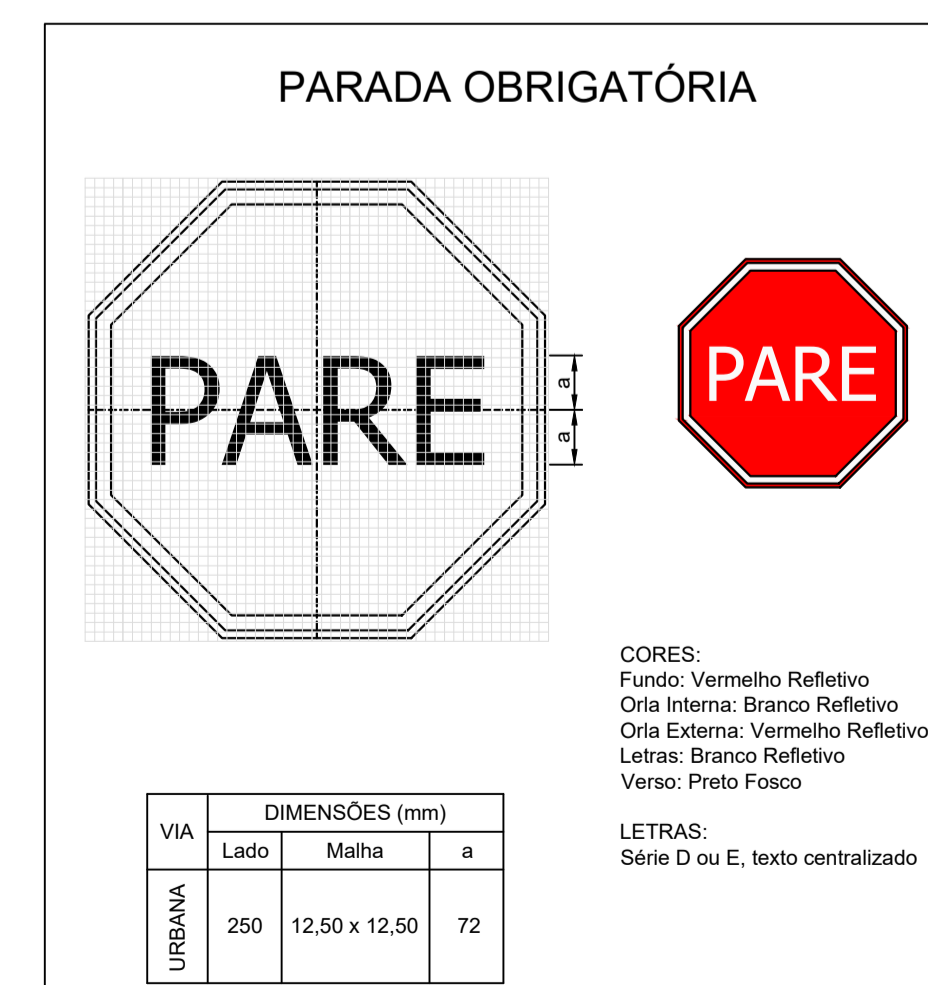 PARADA OBRIGATÓRIA
PARE
a
a
PARE
CORES:
Fundo: Vermelho Refletivo
Orla Interna: Branco Refletivo
Orla Externa: Vermelho Refletivo
Letras: Branco Refletivo
Verso: Preto Fosco
LETRAS:
Série D ou E, texto centralizado
VIA
DIMENSÕES (mm)
Lado Malha a
URBANA 250 12,50 x 12,50 72